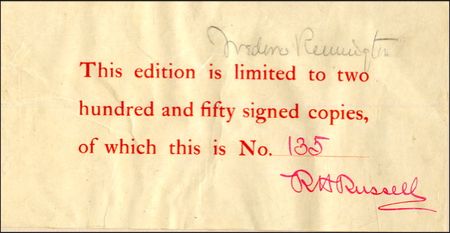 Frederic Remington
This edition is limited to two
hundred and fifty signed copies,
of which this is No. 135
RHRussell